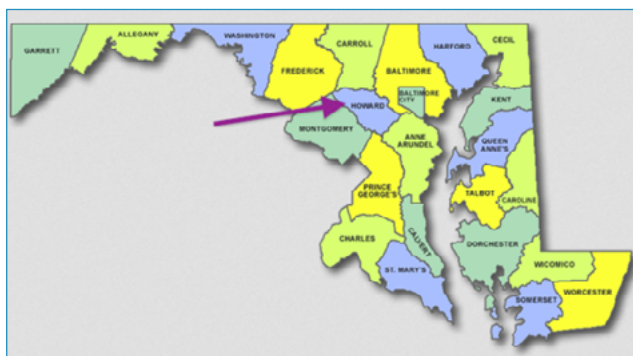 GARRETT
ALLEGANY
WASHINGTON
FREDERICK
CARROLL
BALTIMORE
HARFORD
CECIL
BALTIMORE
CITY
HOWARD
MONTGOMERY
ANNE
ARUNDEL
KENT
QUEEN
ANNE'S
PRINCE
GEORGE'S
TALBOT
CAROLINE
CHARLES
CALVERT
ST. MARY'S
DORCHESTER
WICOMICO
SOMERSET
WORCESTER